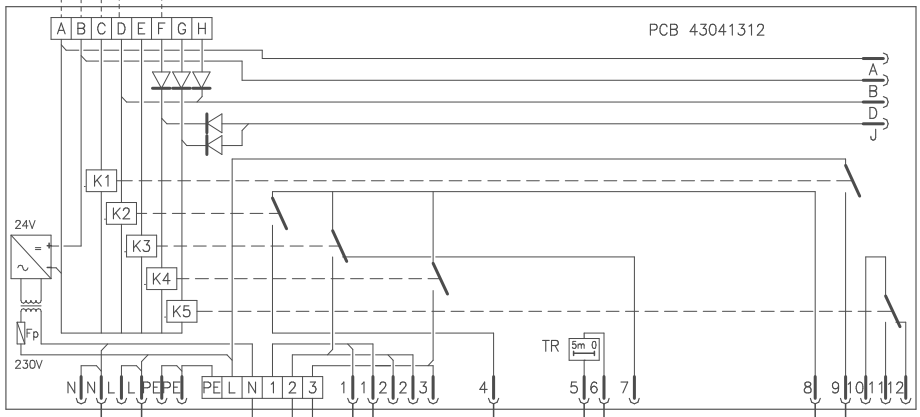 PCB 43041312
A B C D E F G H
A
B
D
J
K1
K2
K3
K4
K5
24V
= +
~ -
Fp
230V
TR 5m 0
N N L L PE PE PE L N 1 2 3 1 1 2 2 3 4 5 6 7 8 9 10 11 12